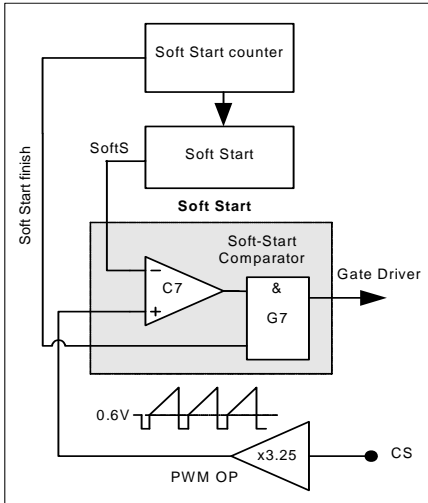 Soft Start counter
Soft Start finish
SoftS
Soft Start
Soft Start
Soft-Start
Comparator
Gate Driver
−
C7
+
&
G7
0.6V
x3.25
CS
PWM OP